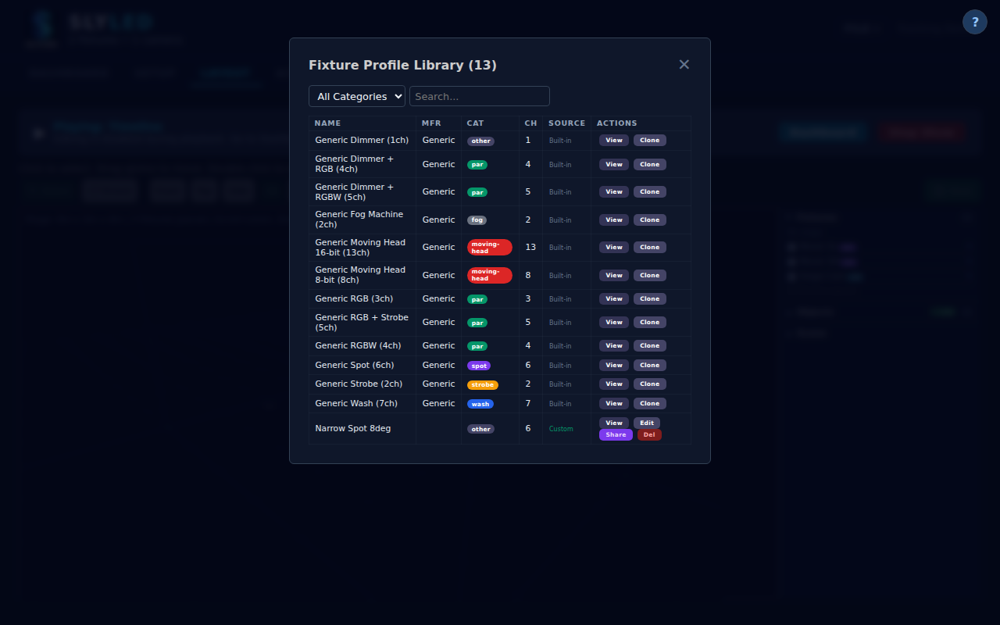 SLYLED
?
Fixture Profile Library (13)
✕
All Categories
Search...
NAME MFR CAT CH SOURCE ACTIONS
Generic Dimmer (1ch) Generic other 1 Built-in View Clone
Generic Dimmer +
RGB (4ch) Generic par 4 Built-in View Clone
Generic Dimmer +
RGBW (5ch) Generic par 5 Built-in View Clone
Generic Fog Machine
(2ch) Generic fog 2 Built-in View Clone
Generic Moving Head
16-bit (13ch) Generic moving-
head 13 Built-in View Clone
Generic Moving Head
8-bit (8ch) Generic moving-
head 8 Built-in View Clone
Generic RGB (3ch) Generic par 3 Built-in View Clone
Generic RGB + Strobe
(5ch) Generic par 5 Built-in View Clone
Generic RGBW (4ch) Generic par 4 Built-in View Clone
Generic Spot (6ch) Generic spot 6 Built-in View Clone
Generic Strobe (2ch) Generic strobe 2 Built-in View Clone
Generic Wash (7ch) Generic wash 7 Built-in View Clone
Narrow Spot 8deg other 6 Custom View Edit
Share Del